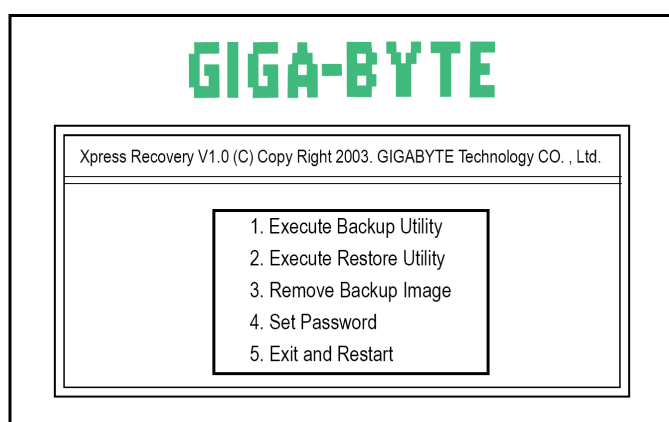 GIGA-BYTE
Xpress Recovery V1.0 (C) Copy Right 2003. GIGABYTE Technology CO. , Ltd.
1. Execute Backup Utility
2. Execute Restore Utility
3. Remove Backup Image
4. Set Password
5. Exit and Restart